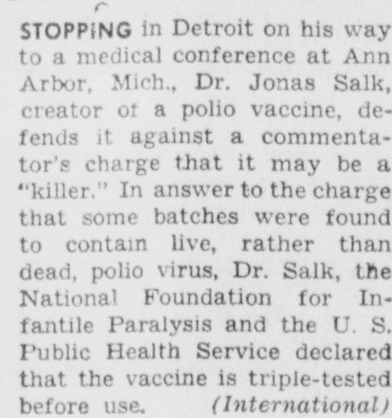 STOPPING in Detroit on his way
to a medical conference at Ann
Arbor, Mich., Dr. Jonas Salk,
creator of a polio vaccine, de-
fends it against a commenta-
tor's charge that it may be a
"killer." In answer to the charge
that some batches were found
to contain live, rather than
dead, polio virus, Dr. Salk, the
National Foundation for In-
fantile Paralysis and the U. S.
Public Health Service declared
that the vaccine is triple-tested
before use. (International)